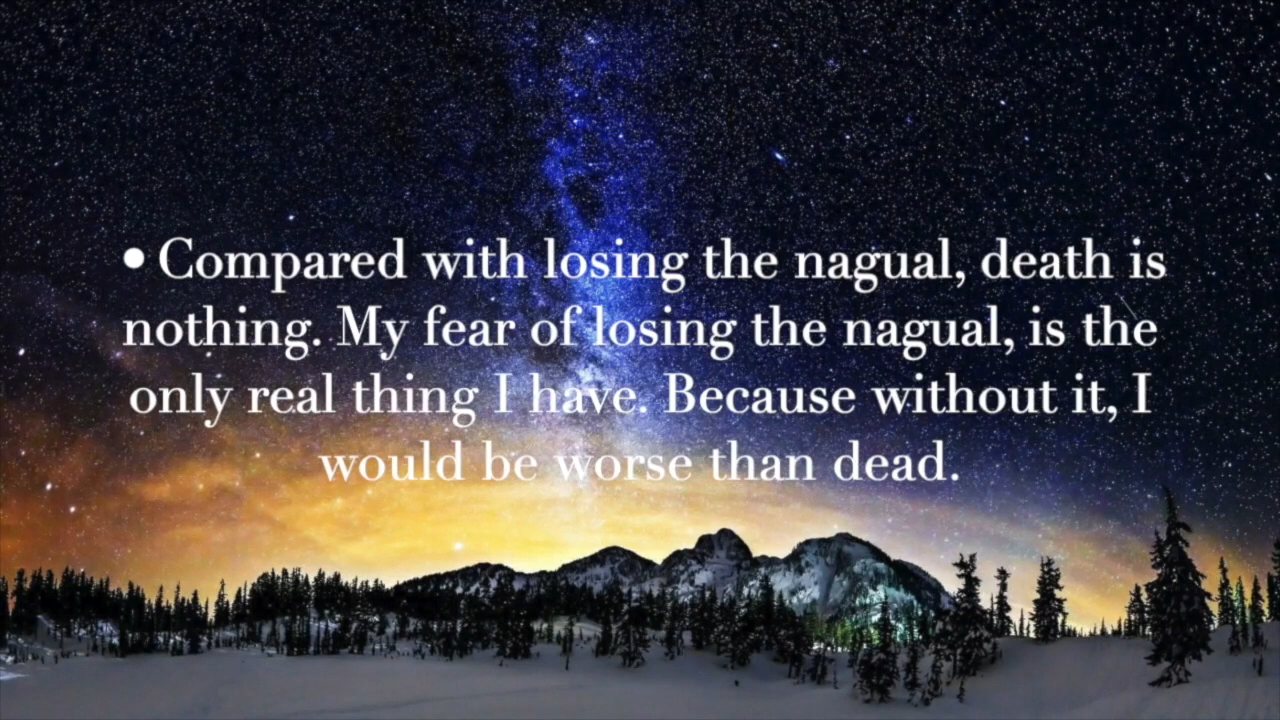 • Compared with losing the nagual, death is
nothing. My fear of losing the nagual, is the
only real thing I have. Because without it, I
would be worse than dead.